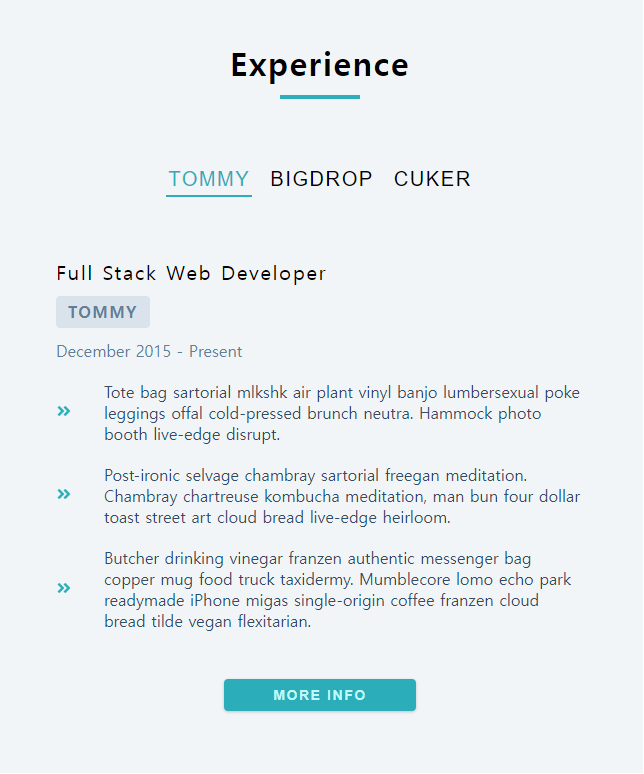 Experience
TOMMY BIGDROP CUKER
Full Stack Web Developer
TOMMY
December 2015 - Present
Tote bag sartorial mlkshk air plant vinyl banjo lumbersexual poke
leggings offal cold-pressed brunch neutra. Hammock photo
booth live-edge disrupt.
Post-ironic selvage chambray sartorial freegan meditation.
Chambray chartreuse kombucha meditation, man bun four dollar
toast street art cloud bread live-edge heirloom.
Butcher drinking vinegar franzen authentic messenger bag
copper mug food truck taxidermy. Mumblecore lomo echo park
readymade iPhone migas single-origin coffee franzen cloud
bread tilde vegan flexitarian.
MORE INFO